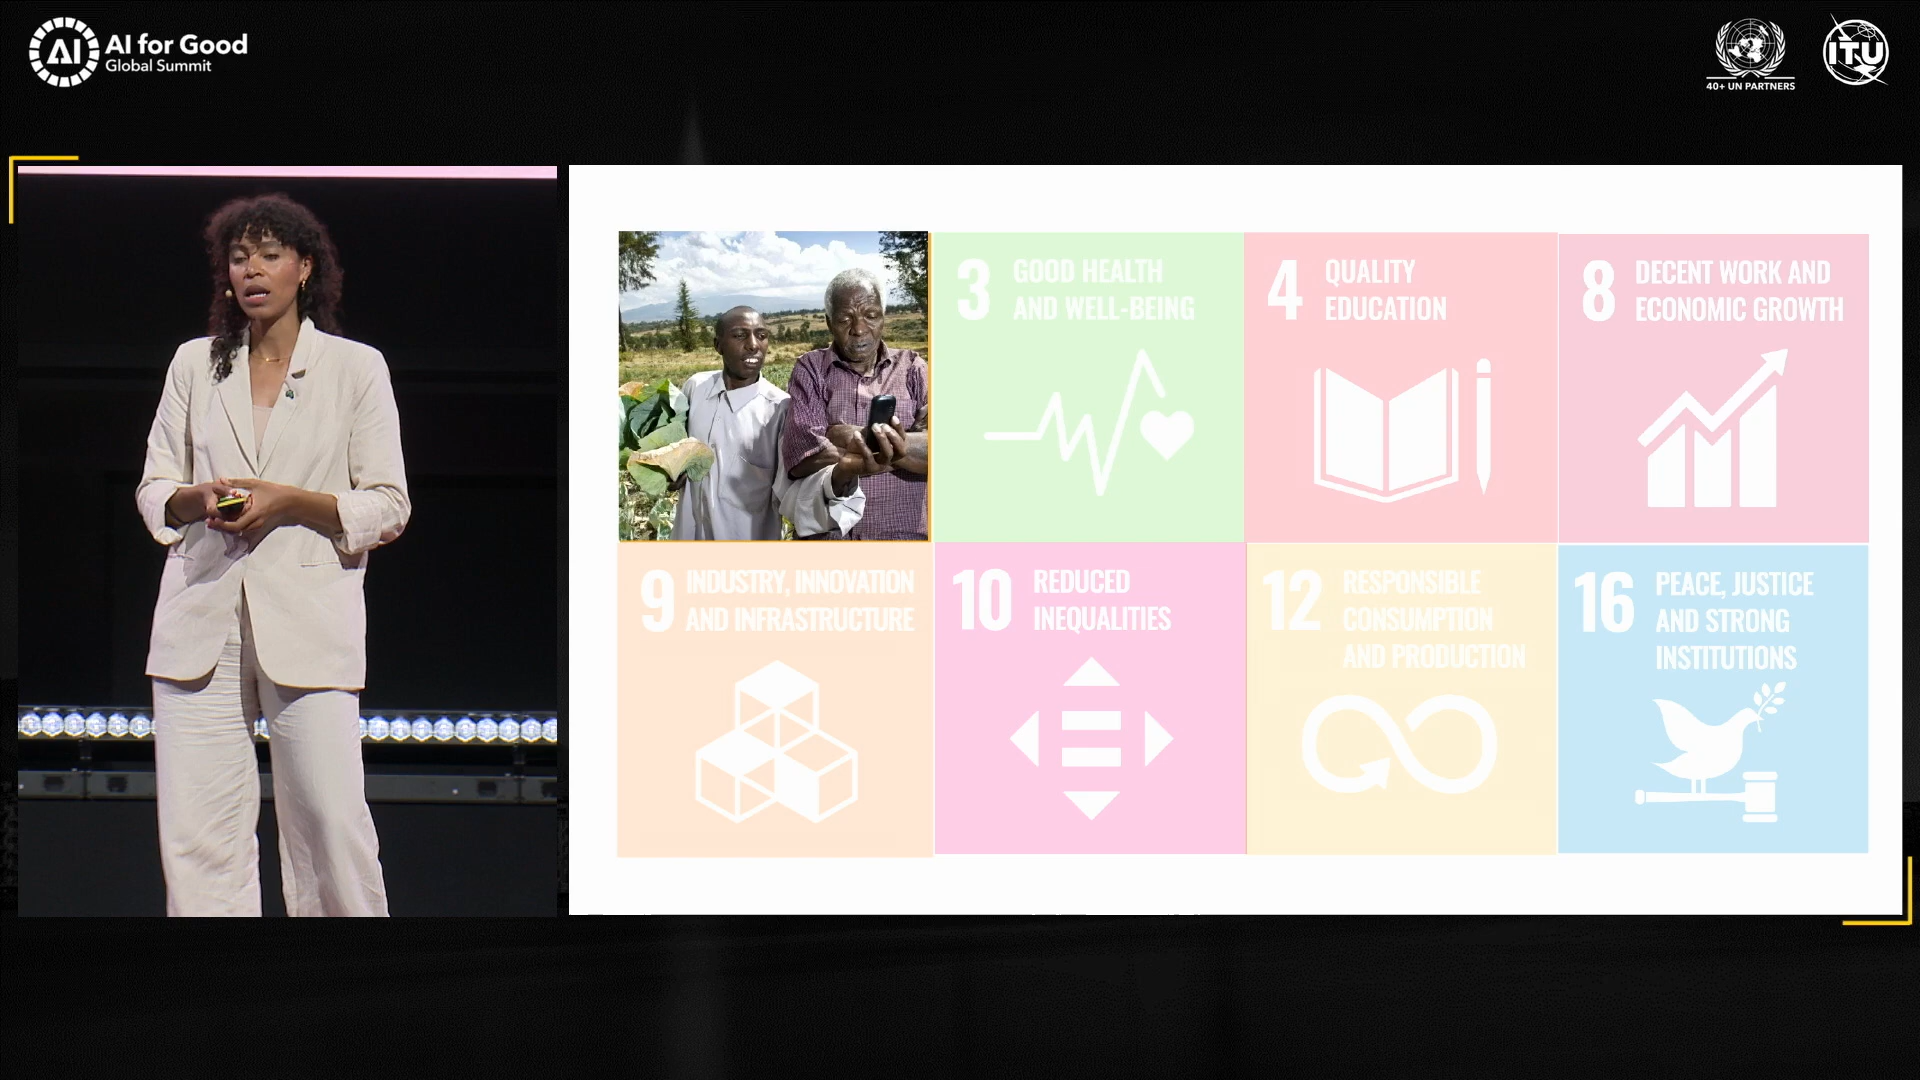 AI
AI for Good
Global Summit
40+ UN PARTNERS
ITU
3
GOOD HEALTH
AND WELL-BEING
4
QUALITY
EDUCATION
8
DECENT WORK AND
ECONOMIC GROWTH
9
INDUSTRY, INNOVATION
AND INFRASTRUCTURE
10
REDUCED
INEQUALITIES
12
RESPONSIBLE
CONSUMPTION
AND PRODUCTION
16
PEACE, JUSTICE
AND STRONG
INSTITUTIONS